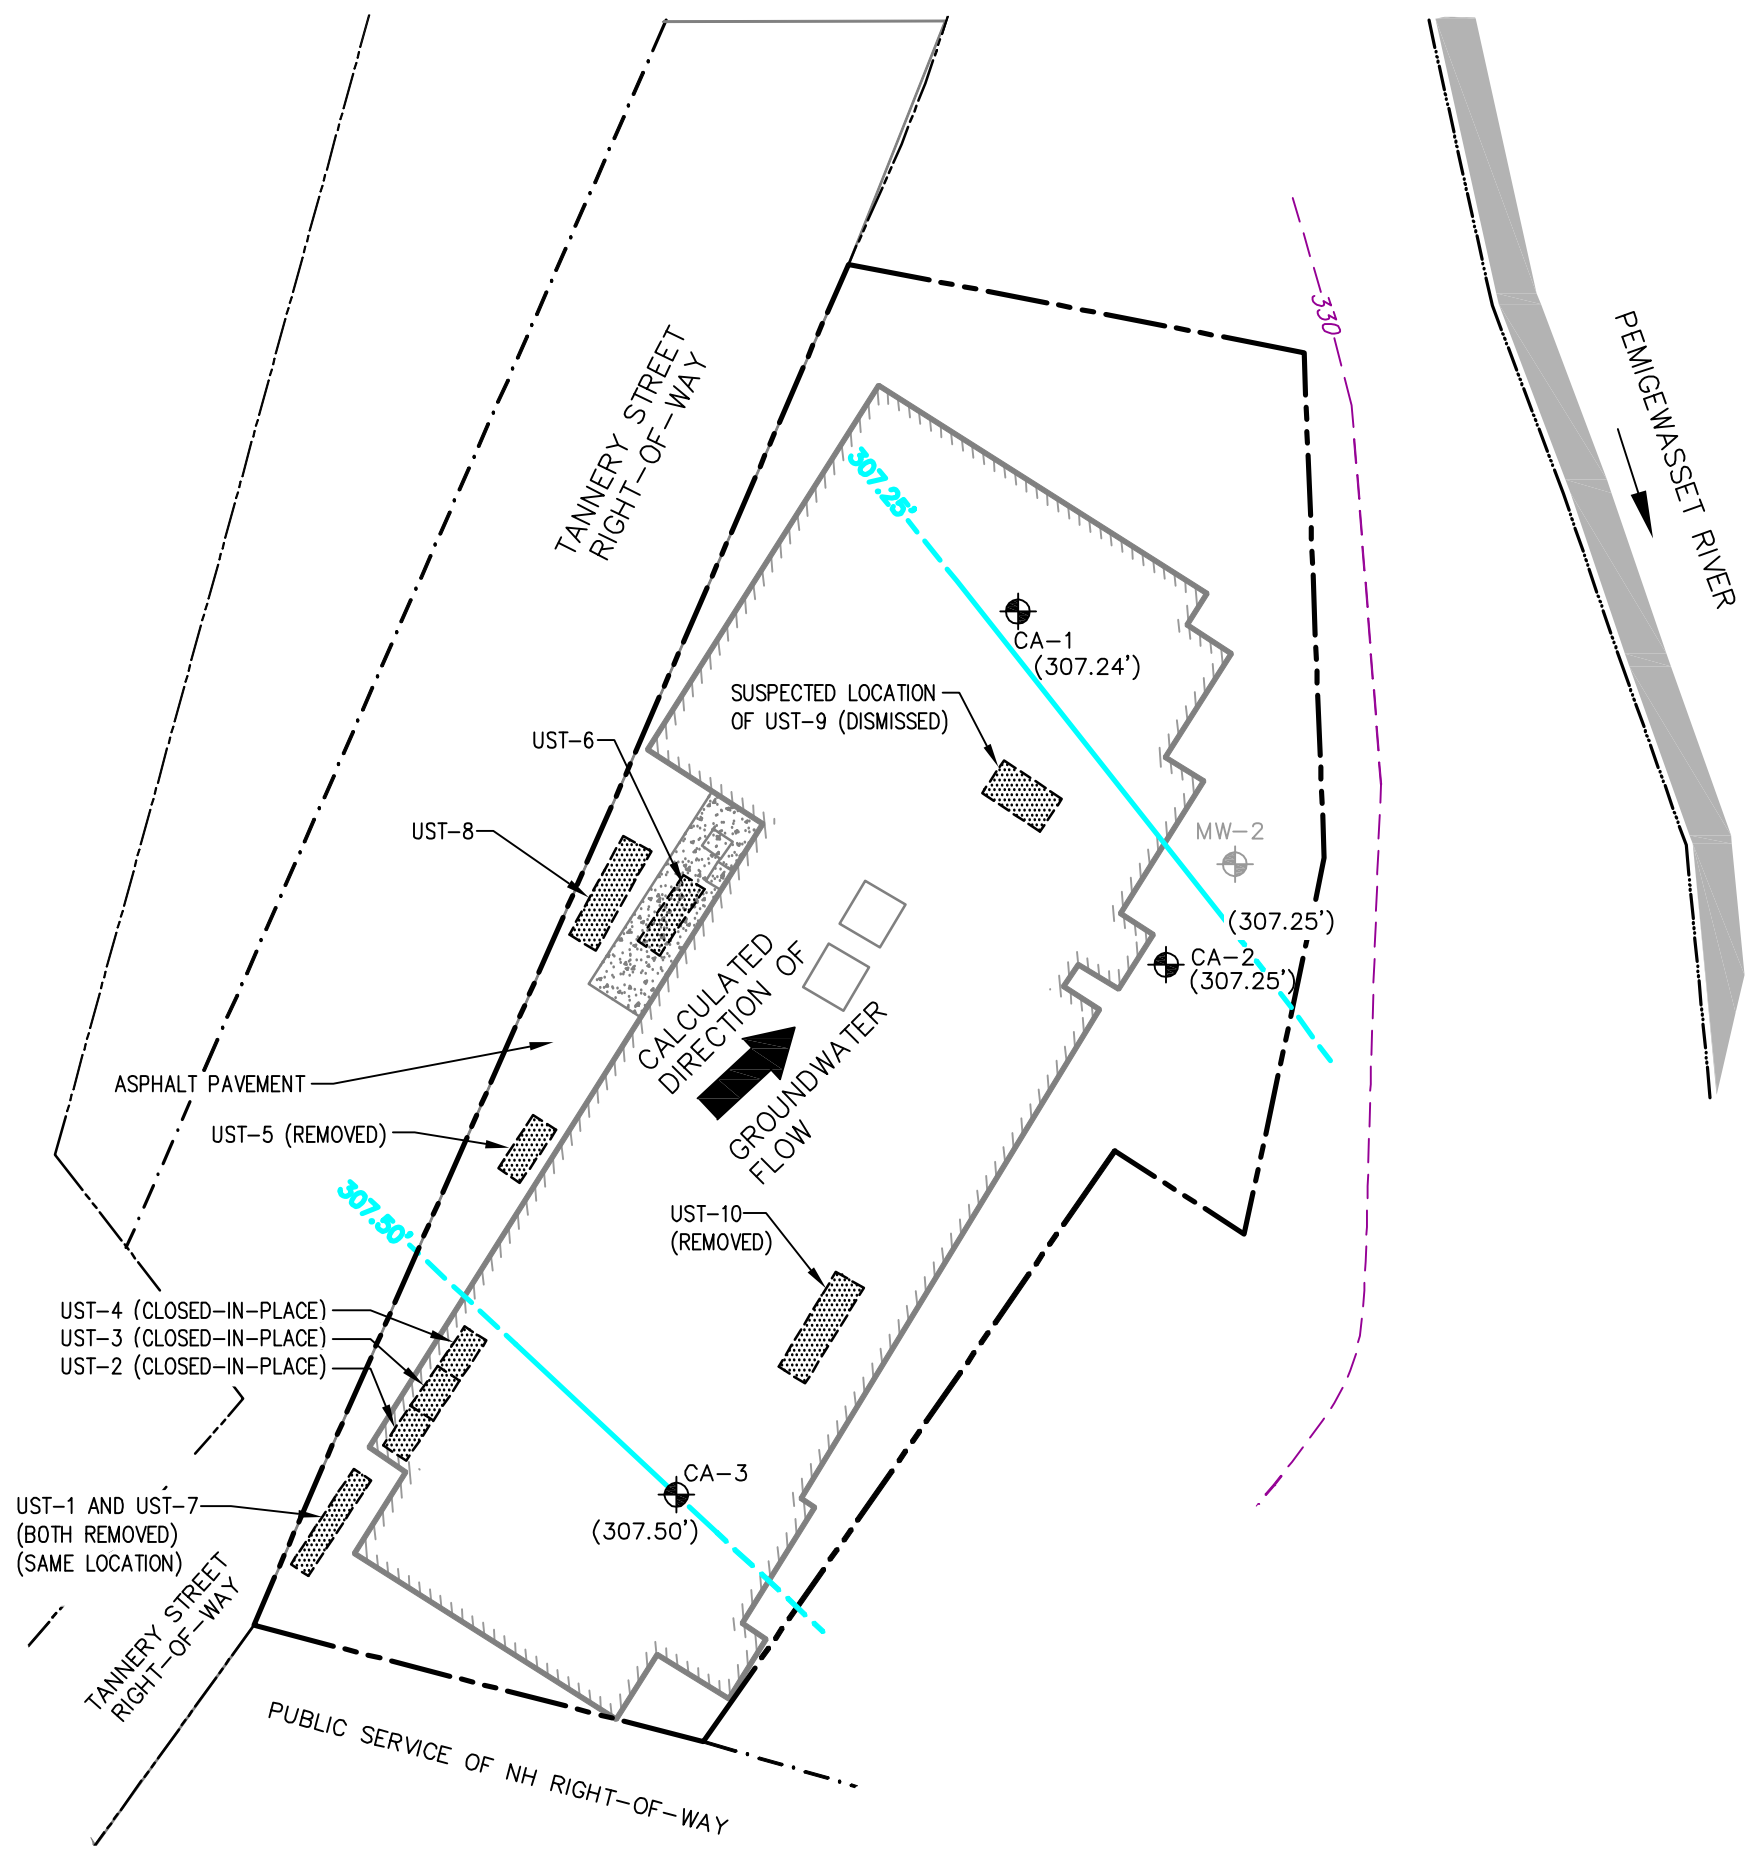 330
PEMIGEWASSET RIVER
TANNERY STREET
RIGHT-OF-WAY
307.25'
CA-1
(307.24')
SUSPECTED LOCATION
OF UST-9 (DISMISSED)
UST-6
UST-8
MW-2
(307.25')
CA-2
(307.25')
CALCULATED
DIRECTION OF
GROUNDWATER
FLOW
ASPHALT PAVEMENT
UST-5 (REMOVED)
307.50'
UST-10
(REMOVED)
UST-4 (CLOSED-IN-PLACE)
UST-3 (CLOSED-IN-PLACE)
UST-2 (CLOSED-IN-PLACE)
CA-3
(307.50')
UST-1 AND UST-7
(BOTH REMOVED)
(SAME LOCATION)
TANNERY STREET
RIGHT-OF-WAY
PUBLIC SERVICE OF NH RIGHT-OF-WAY